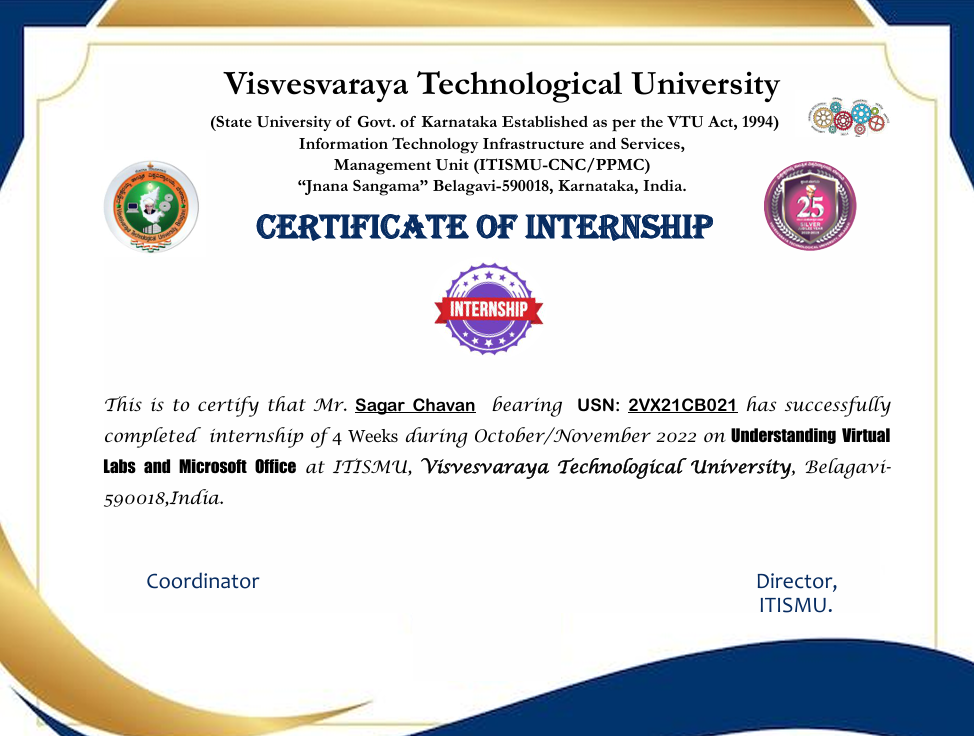 Visvesvaraya Technological University
(State University of Govt. of Karnataka Established as per the VTU Act, 1994)
Information Technology Infrastructure and Services,
Management Unit (ITISMU-CNC/PPMC)
“Jnana Sangama” Belagavi-590018, Karnataka, India.
25
SILVER
CERTIFICATE OF INTERNSHIP
INTERNSHIP
This is to certify that Mr. Sagar Chavan bearing USN: 2VX21CB021 has successfully
completed internship of 4 Weeks during October/November 2022 on Understanding Virtual
Labs and Microsoft Office at ITISMU, Visvesvaraya Technological University, Belagavi-
590018,India.
Coordinator
Director,
ITISMU.